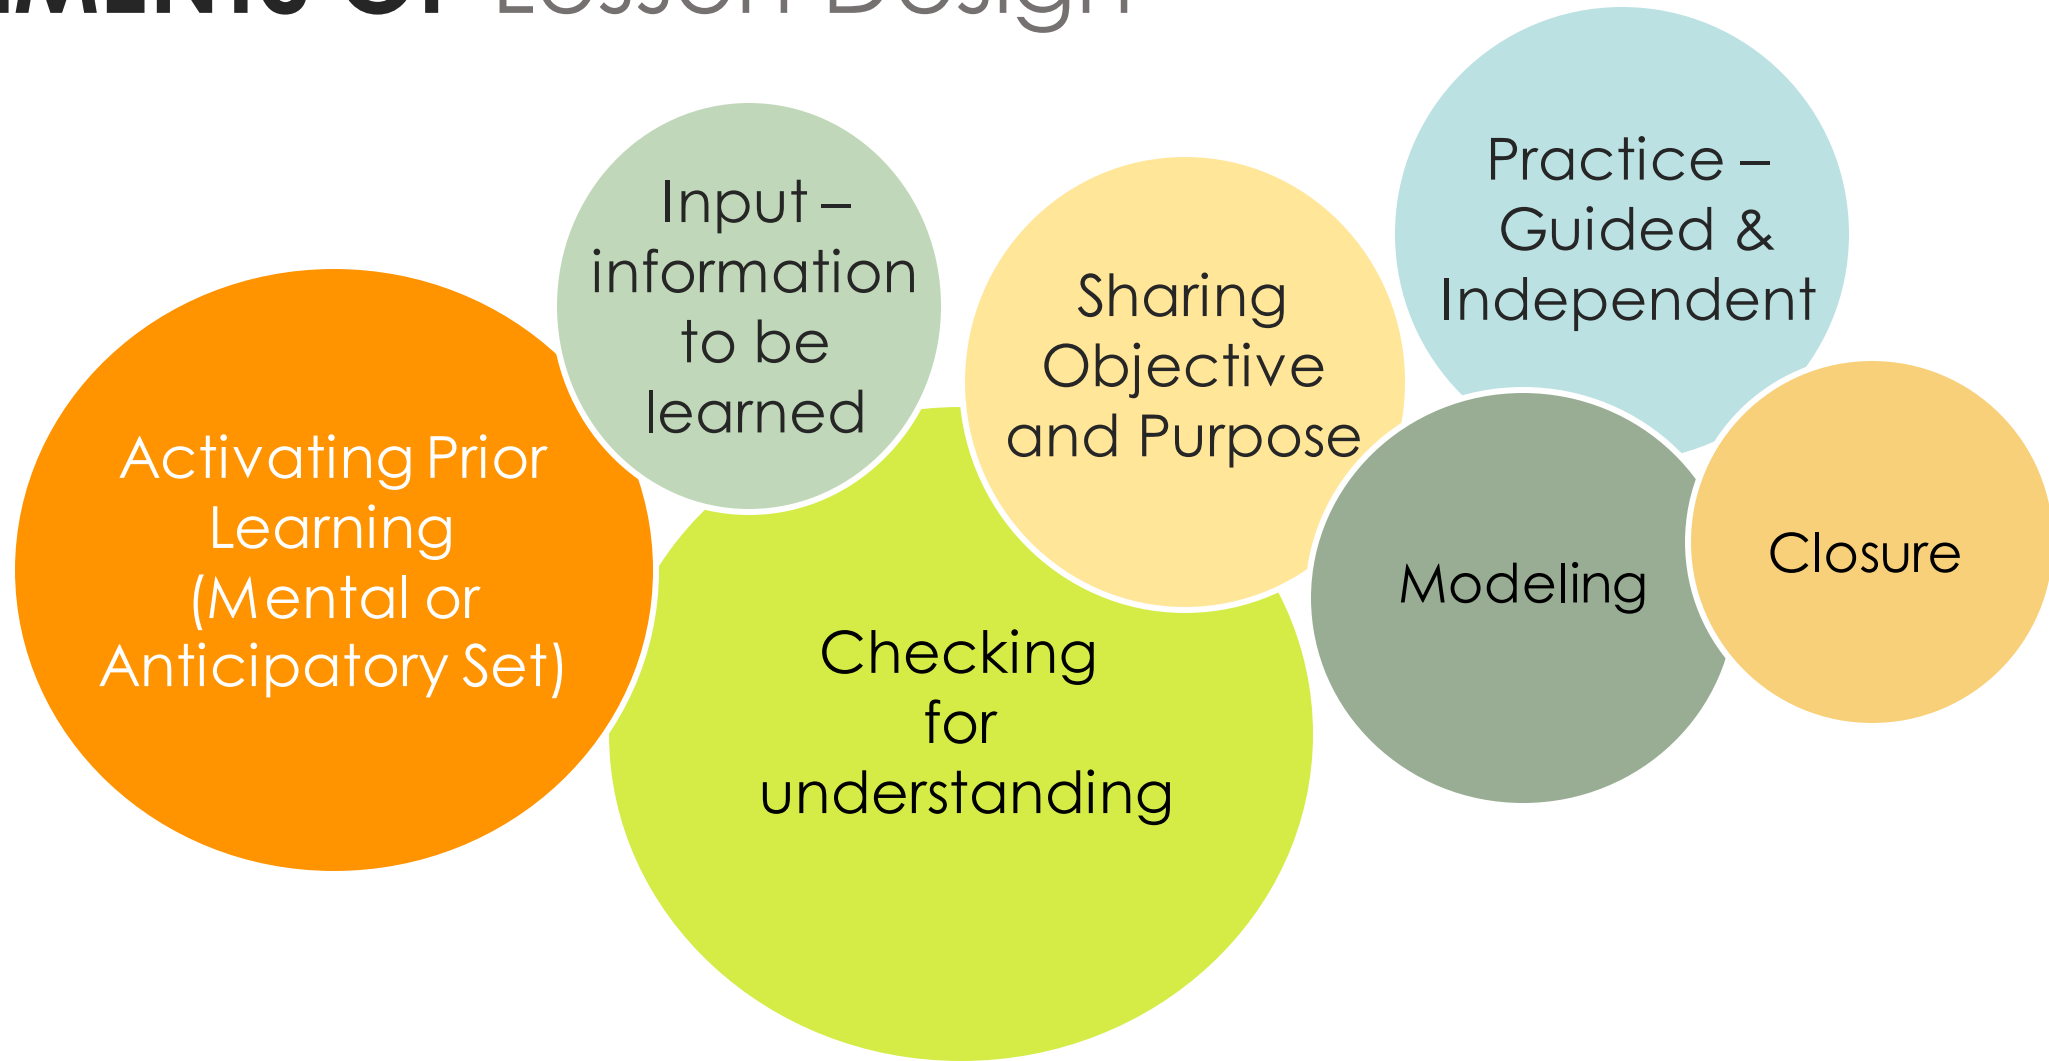 OF Lesson Design
Activating Prior
Learning
(Mental or
Anticipatory Set)
Input –
information
to be
learned
Checking
for
understanding
Sharing
Objective
and Purpose
Practice –
Guided &
Independent
Modeling
Closure